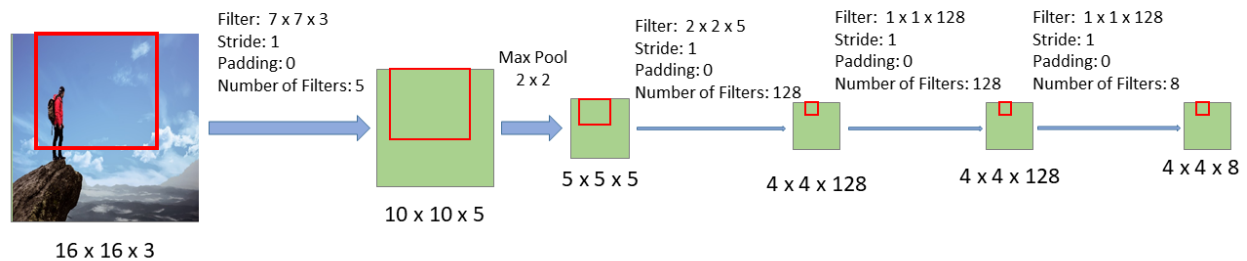 Filter: 7 x 7 x 3
Stride: 1
Padding: 0
Number of Filters: 5
Max Pool
2 x 2
Filter: 2 x 2 x 5
Stride: 1
Padding: 0
Number of Filters: 128
Filter: 1 x 1 x 128
Stride: 1
Padding: 0
Number of Filters: 128
Filter: 1 x 1 x 128
Stride: 1
Padding: 0
Number of Filters: 8
16 x 16 x 3
10 x 10 x 5
5 x 5 x 5
4 x 4 x 128
4 x 4 x 128
4 x 4 x 8